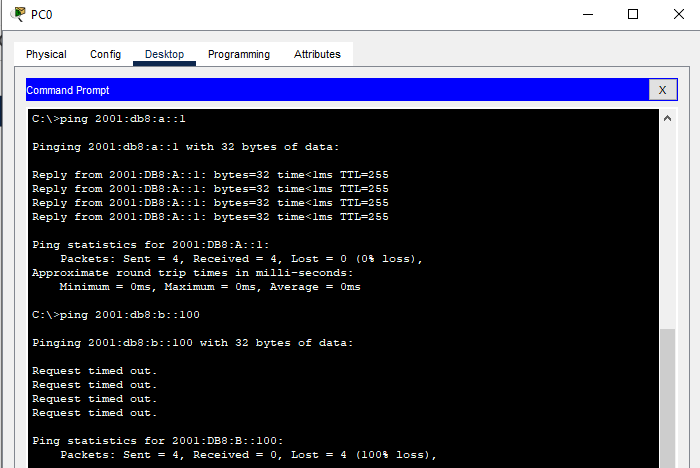 PC0
Physical Config Desktop Programming Attributes
Command Prompt X
C:\>ping 2001:db8:a::1
Pinging 2001:db8:a::1 with 32 bytes of data:
Reply from 2001:DB8:A::1: bytes=32 time<1ms TTL=255
Reply from 2001:DB8:A::1: bytes=32 time<1ms TTL=255
Reply from 2001:DB8:A::1: bytes=32 time<1ms TTL=255
Reply from 2001:DB8:A::1: bytes=32 time<1ms TTL=255
Ping statistics for 2001:DB8:A::1:
Packets: Sent = 4, Received = 4, Lost = 0 (0% loss),
Approximate round trip times in milli-seconds:
Minimum = 0ms, Maximum = 0ms, Average = 0ms
C:\>ping 2001:db8:b::100
Pinging 2001:db8:b::100 with 32 bytes of data:
Request timed out.
Request timed out.
Request timed out.
Request timed out.
Ping statistics for 2001:DB8:B::100:
Packets: Sent = 4, Received = 0, Lost = 4 (100% loss),